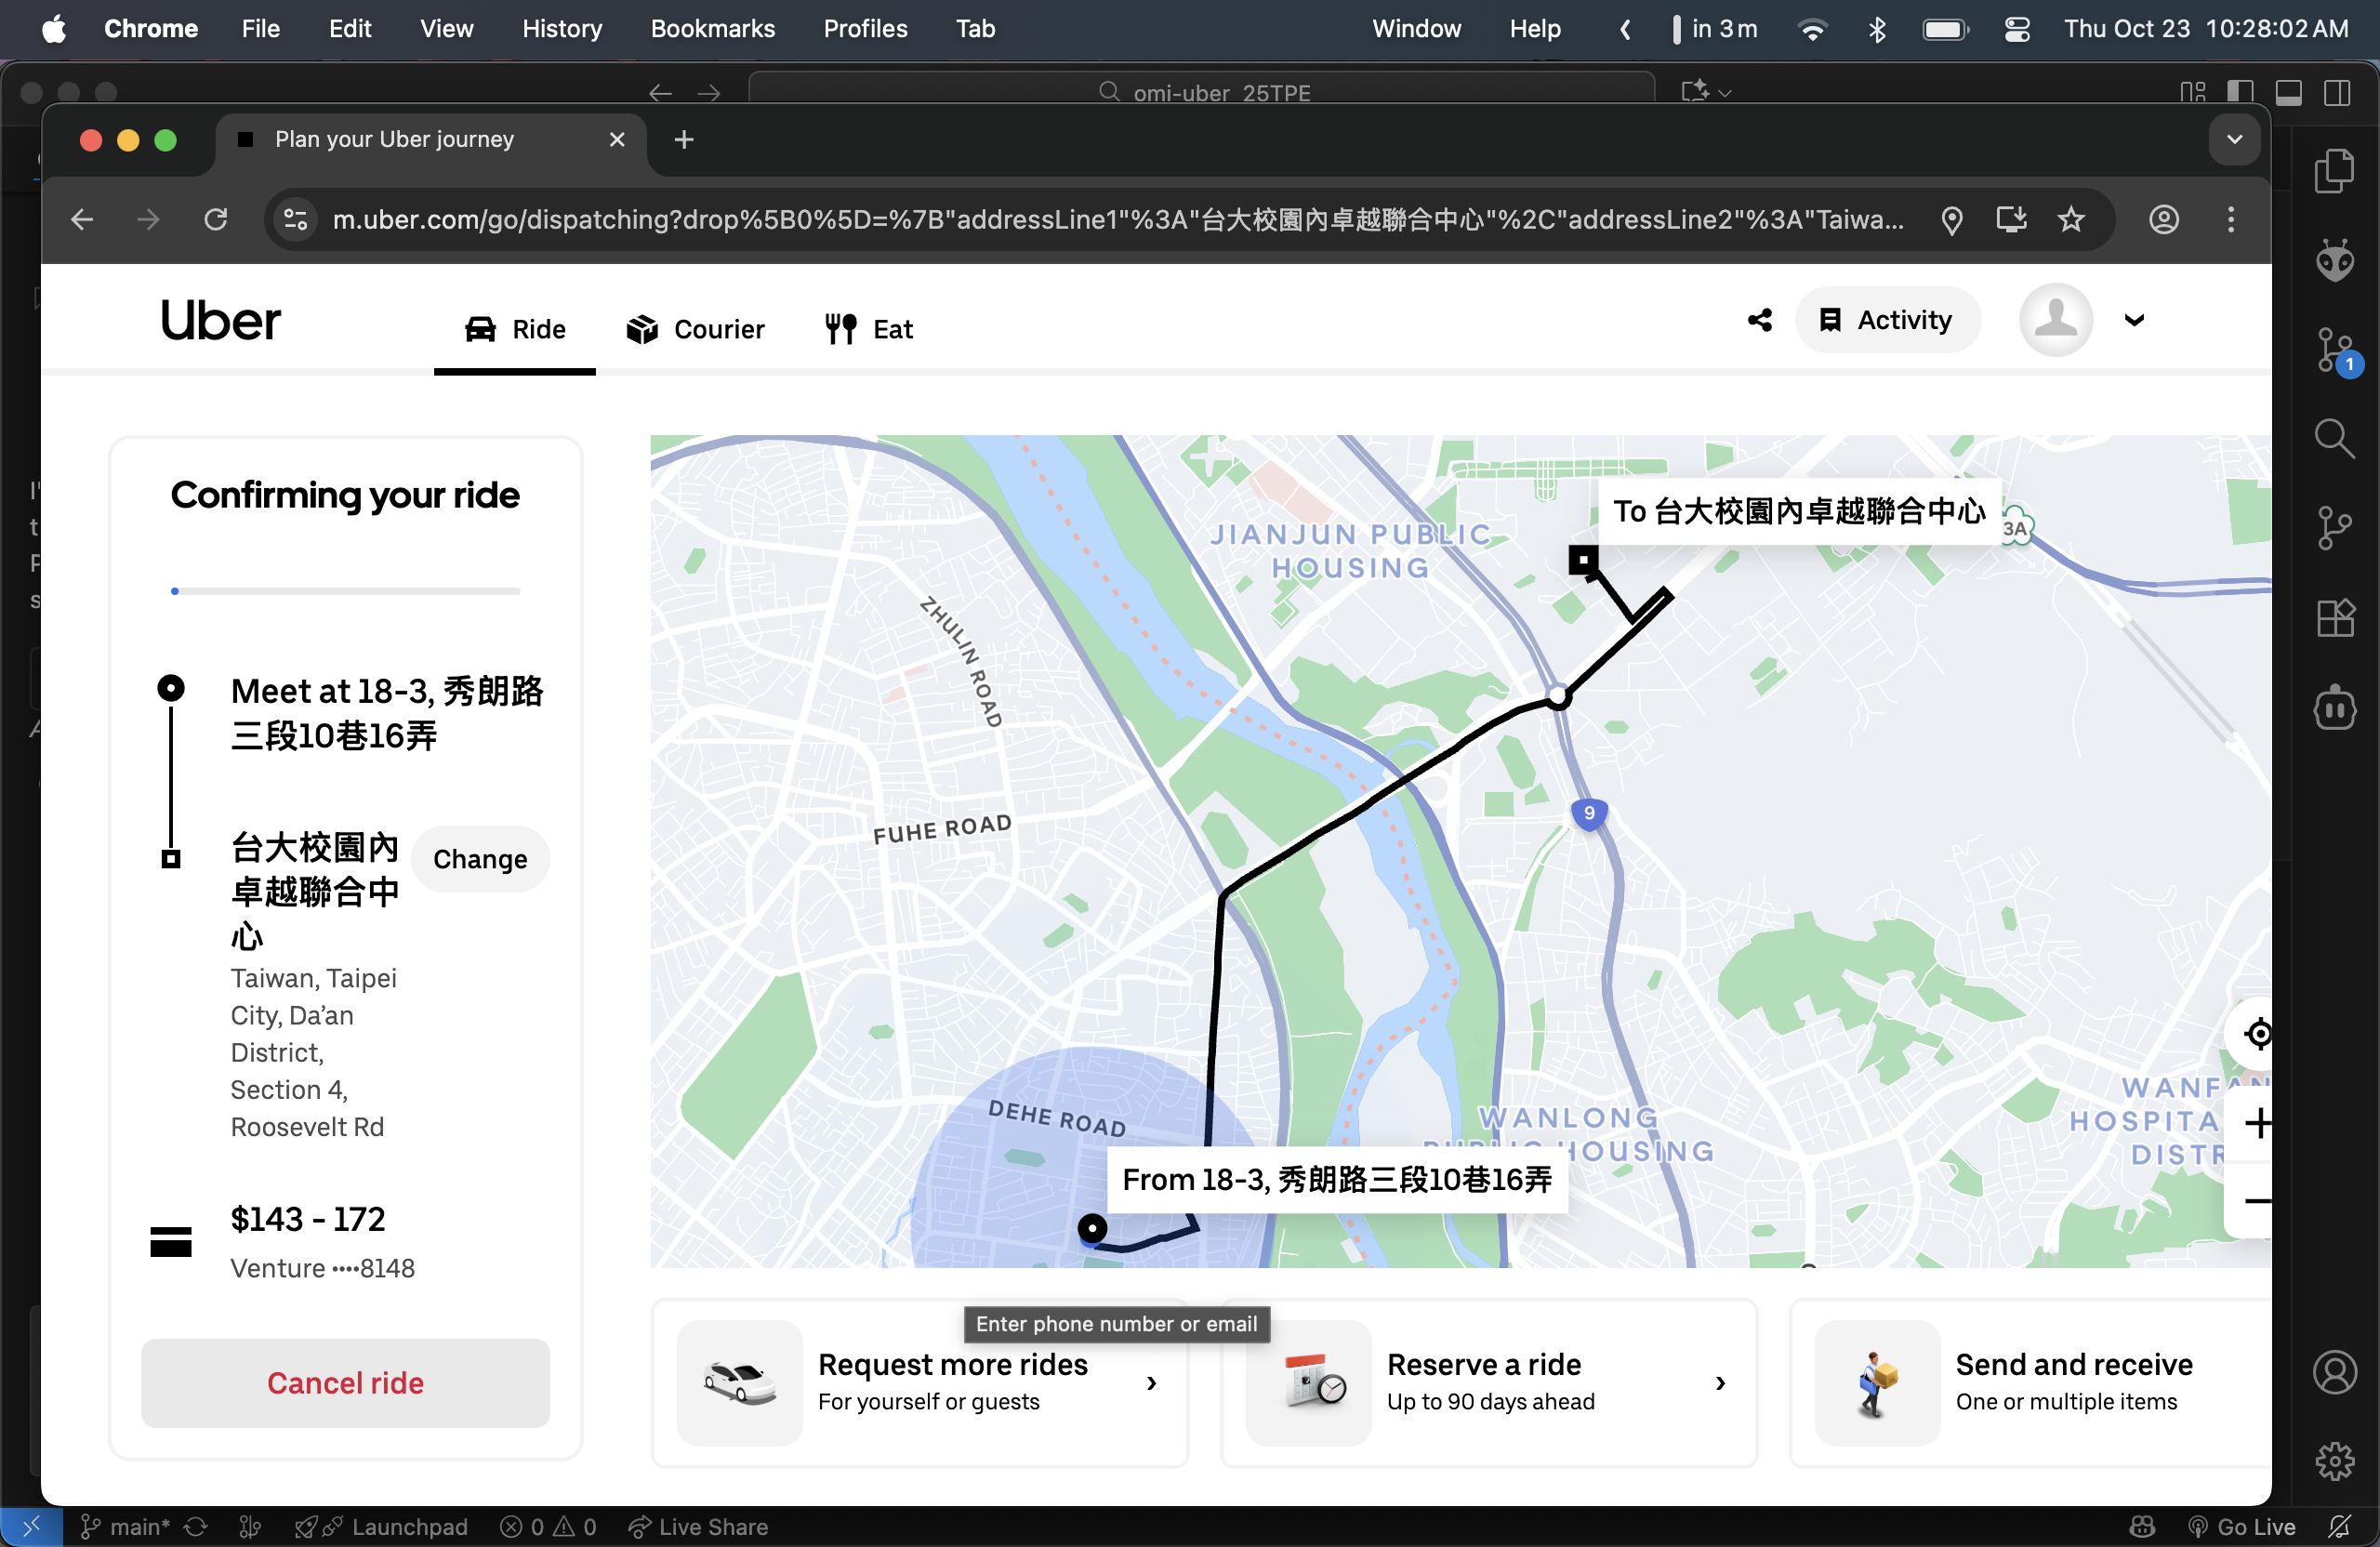 Chrome File Edit View History Bookmarks Profiles Tab Window Help in 3 m Thu Oct 23 10:28:02 AM
omi-uber_25TPE
Plan your Uber journey
m.uber.com/go/dispatching?drop%5B0%5D=%7B"addressLine1"%3A"台大校園內卓越聯合中心"%2C"addressLine2"%3A"Taiwa...
Uber
Ride
Courier
Eat
Activity
1
Confirming your ride
Meet at 18-3, 秀朗路
三段10巷16弄
台大校園內
卓越聯合中
心
Change
Taiwan, Taipei
City, Da’an
District,
Section 4,
Roosevelt Rd
$143 - 172
Venture ••••8148
Cancel ride
To 台大校園內卓越聯合中心
3A
JIANJUN PUBLIC
HOUSING
ZHULIN ROAD
FUHE ROAD
9
DEHE ROAD
WANLONG
PUBLIC HOUSING
From 18-3, 秀朗路三段10巷16弄
WANFAN
HOSPITA
DISTR
Enter phone number or email
Request more rides
For yourself or guests
Reserve a ride
Up to 90 days ahead
Send and receive
One or multiple items
main* Launchpad 0 0 Live Share Go Live